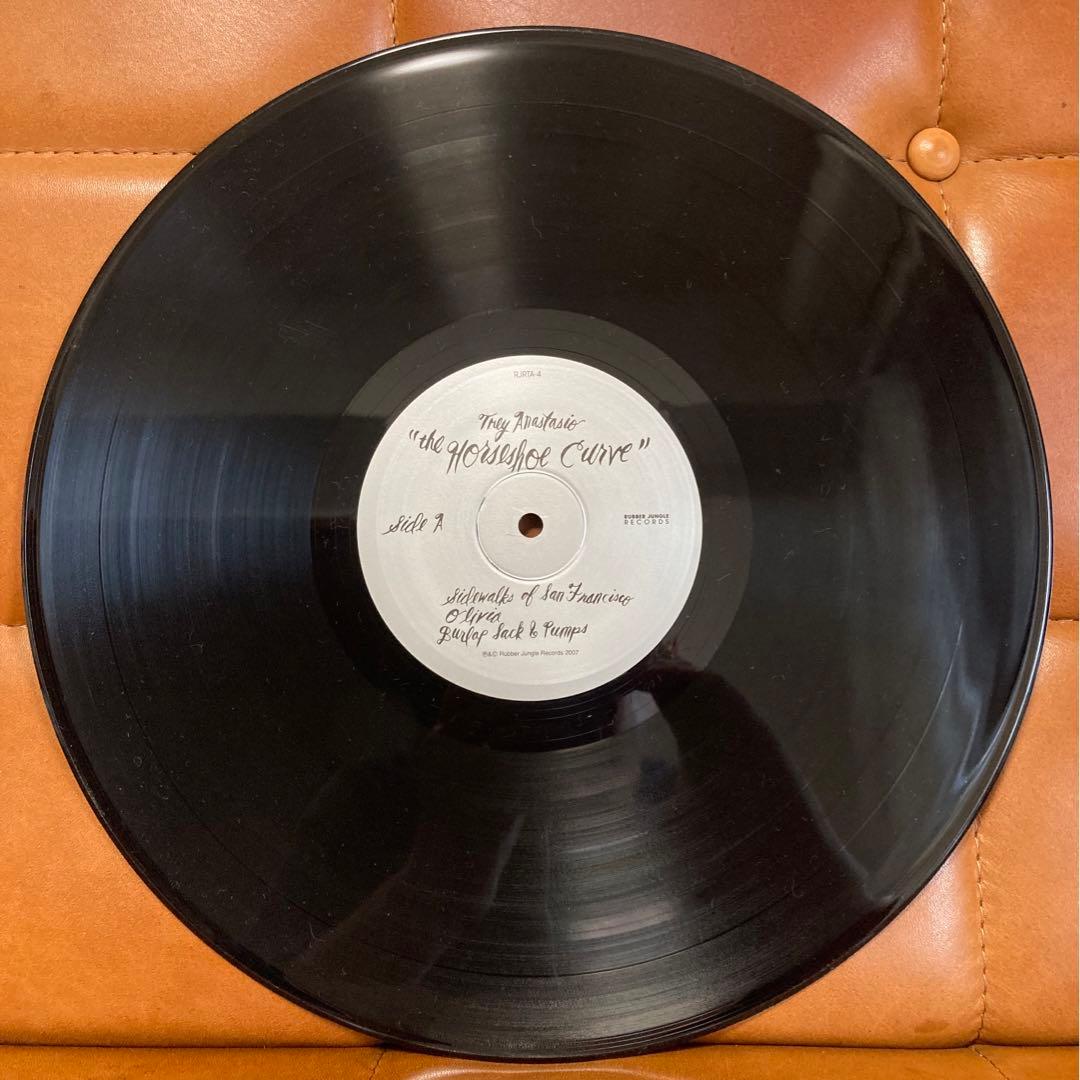 RJRTA-4
Trey Anastasio
"the Horseshoe Curve"
side A
RUBBER JUNGLE
RECORDS
Sidewalks of San Francisco
Olivia
Burlap Sack & Pumps
℗&© Rubber Jungle Records 2007